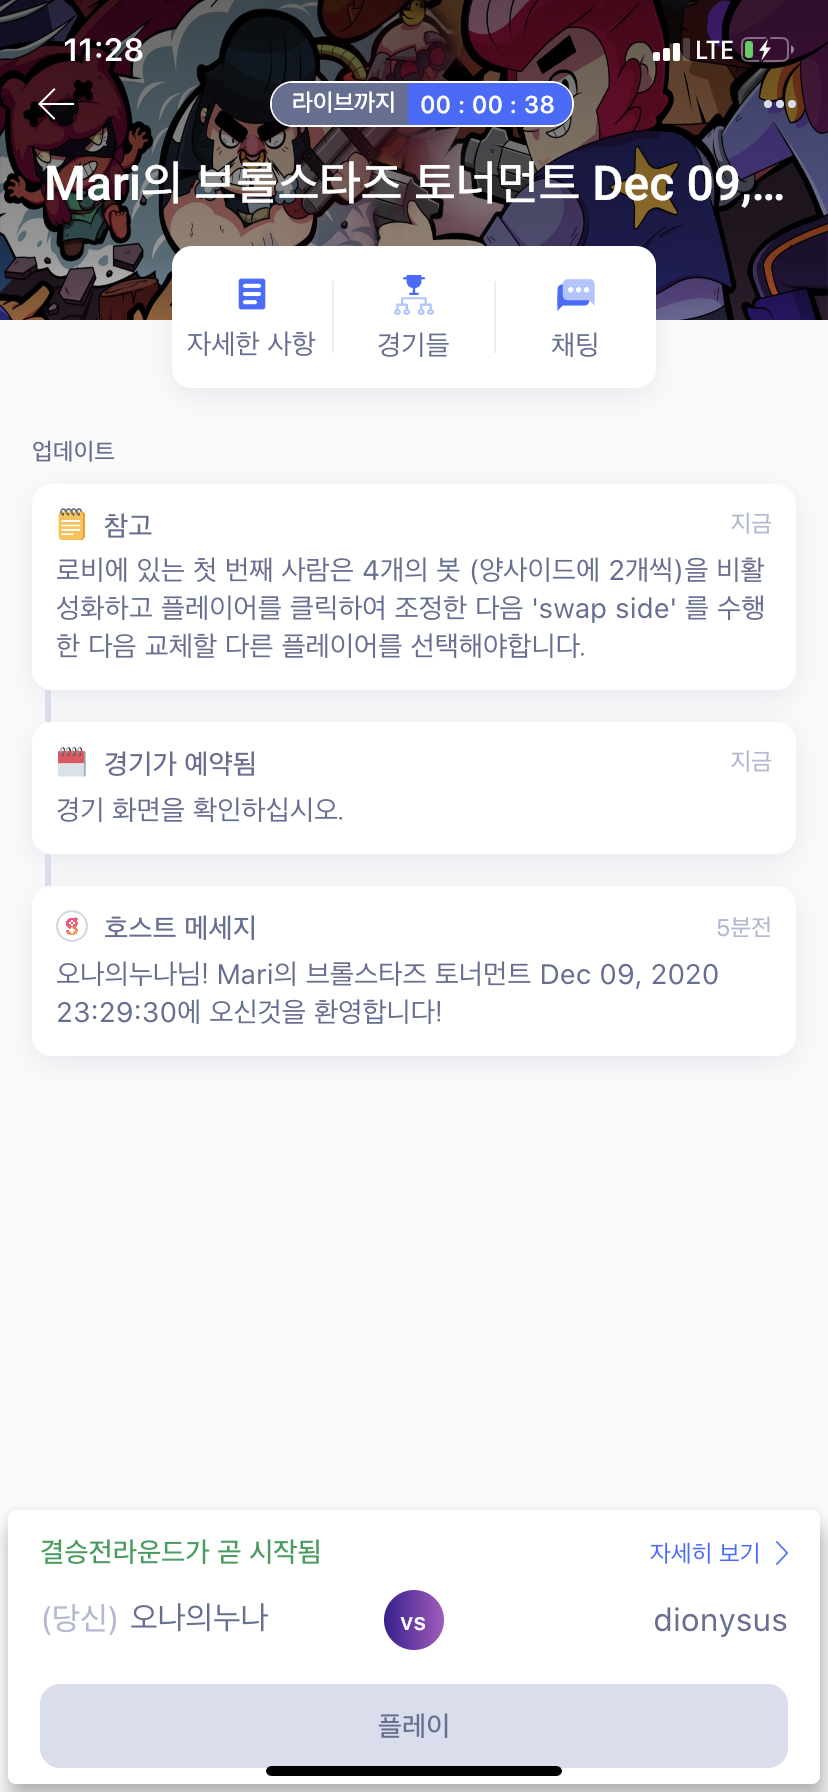 11:28
LTE
라이브까지 00 : 00 : 38
Mari의 브롤스타즈 토너먼트 Dec 09,...
자세한 사항
경기들
채팅
업데이트
참고
지금
로비에 있는 첫 번째 사람은 4개의 봇 (양사이드에 2개씩)을 비활
성화하고 플레이어를 클릭하여 조정한 다음 'swap side' 를 수행
한 다음 교체할 다른 플레이어를 선택해야합니다.
경기가 예약됨
지금
경기 화면을 확인하십시오.
호스트 메세지
5분전
오나의누나님! Mari의 브롤스타즈 토너먼트 Dec 09, 2020
23:29:30에 오신것을 환영합니다!
결승전라운드가 곧 시작됨
자세히 보기
(당신) 오나의누나
vs
dionysus
플레이